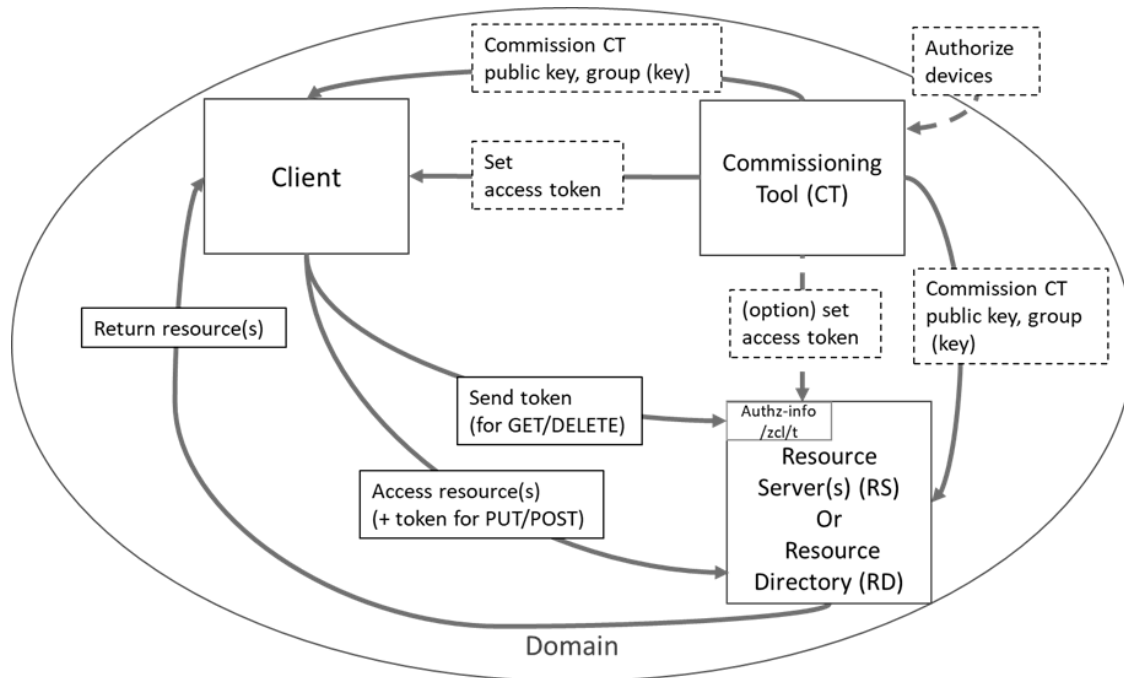 Commission CT
public key, group (key)
Authorize
devices
Client
Set
access token
Commissioning
Tool (CT)
Return resource(s)
(option) set
access token
Commission CT
public key, group
(key)
Send token
(for GET/DELETE)
Authz-info
/zcl/t
Resource
Server(s) (RS)
Or
Resource
Directory (RD)
Access resource(s)
(+ token for PUT/POST)
Domain